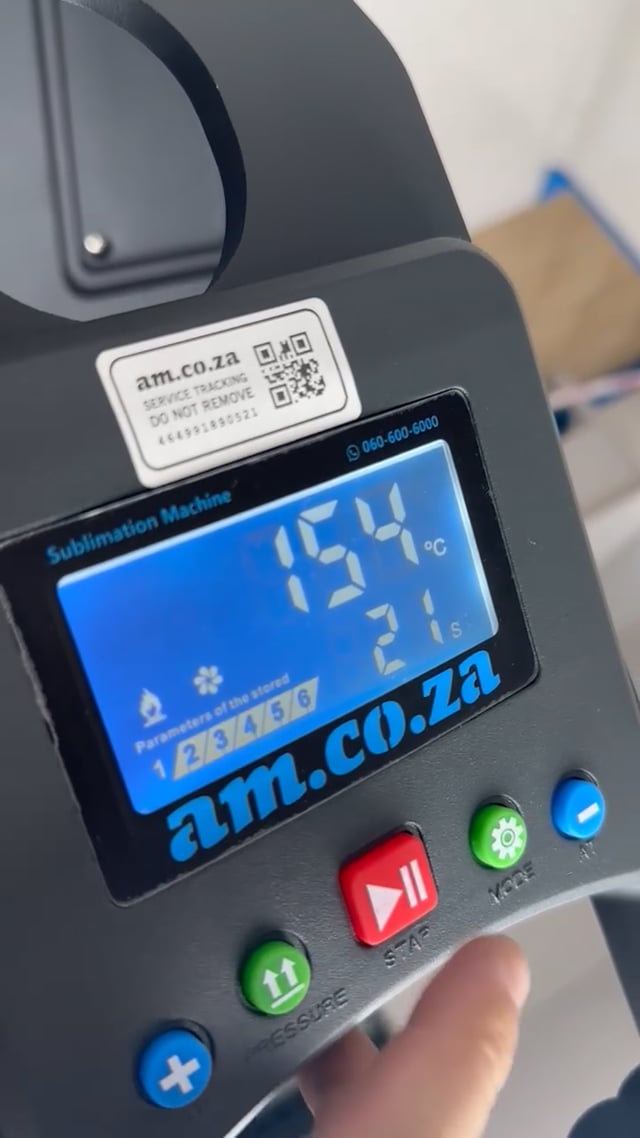 am.co.za
SERVICE TRACKING
DO NOT REMOVE
464991890521
060-600-6000
Sublimation Machine
154 °C
21 S
Parameters of the stored
1 2 3 4 5 6
am.co.za
MODE
STAP
PRESSURE